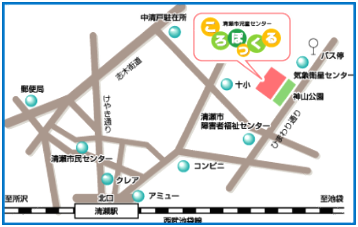 中清戸駐在所
清瀬市児童センター
ころぽっくる
バス停
志木街道
気象衛星センター
郵便局
十小
神山公園
けやき通り
清瀬市
障害者福祉センター
ひまわり通り
清瀬市民センター
コンビニ
クレア
アミュー
至所沢
北口
至池袋
清瀬駅
西武池袋線